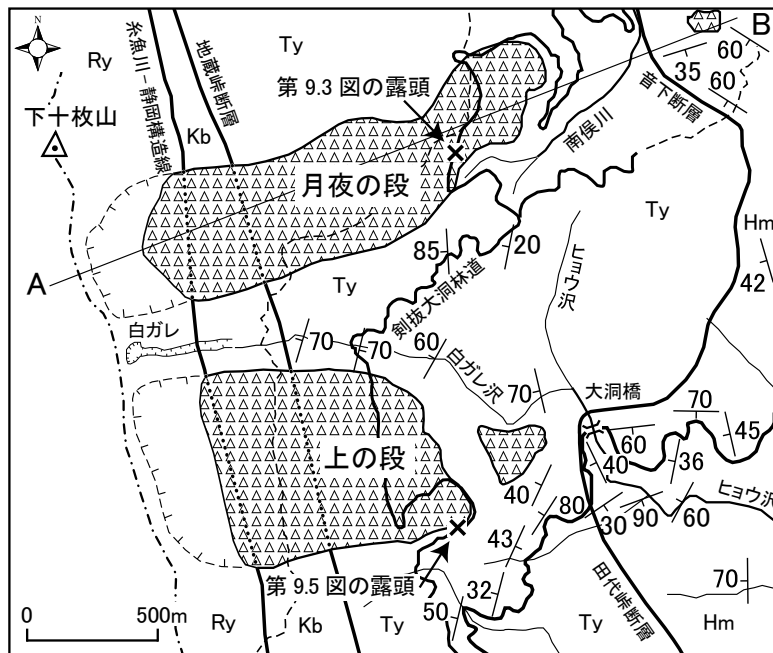 N
Ry
糸魚川－静岡構造線
地蔵峠断層
Ty
B
60
35
60
音下断層
第 9.3 図の露頭
下十枚山
Kb
南俣川
月夜の段
Ty
Hm
42
A
85
20
ヒョウ沢
Ty
剣抜大洞林道
白ガレ
70
70
60
白ガレ沢
70
大洞橋
70
60
45
40
36
上の段
ヒョウ沢
40
80
30
90
60
43
第 9.5 図の露頭
32
70
50
田代峠断層
0
500m
Ry
Kb
Ty
Ty
Hm